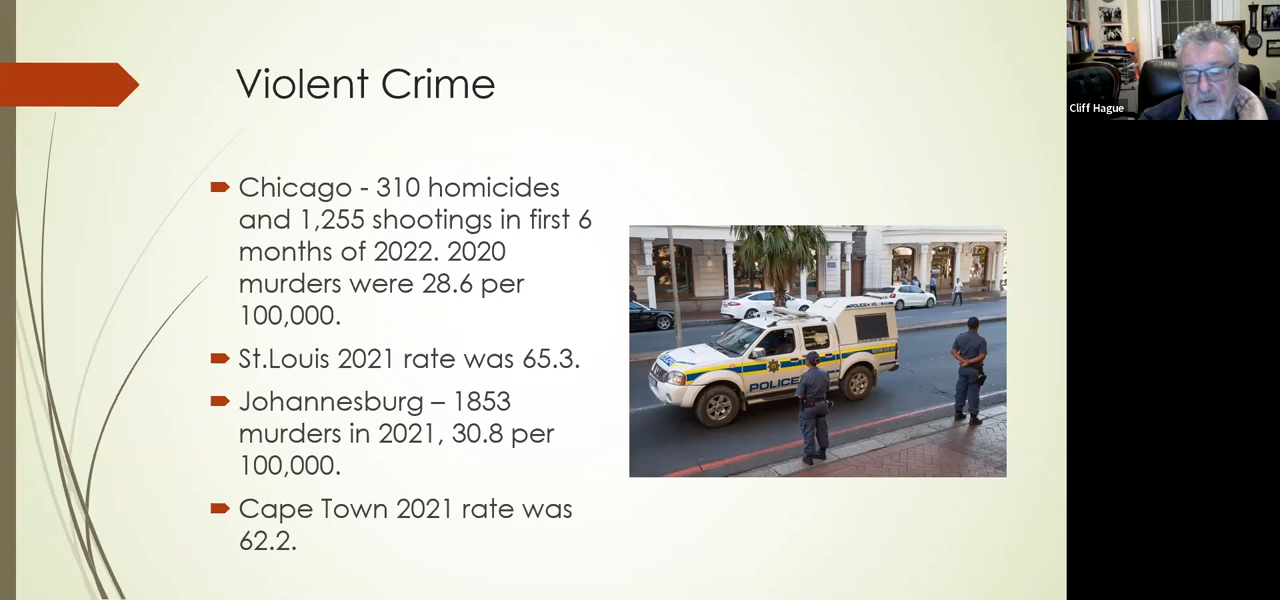 Violent Crime
Chicago - 310 homicides
and 1,255 shootings in first 6
months of 2022. 2020
murders were 28.6 per
100,000.
St.Louis 2021 rate was 65.3.
Johannesburg – 1853
murders in 2021, 30.8 per
100,000.
Cape Town 2021 rate was
62.2.
POLICE
Cliff Hague